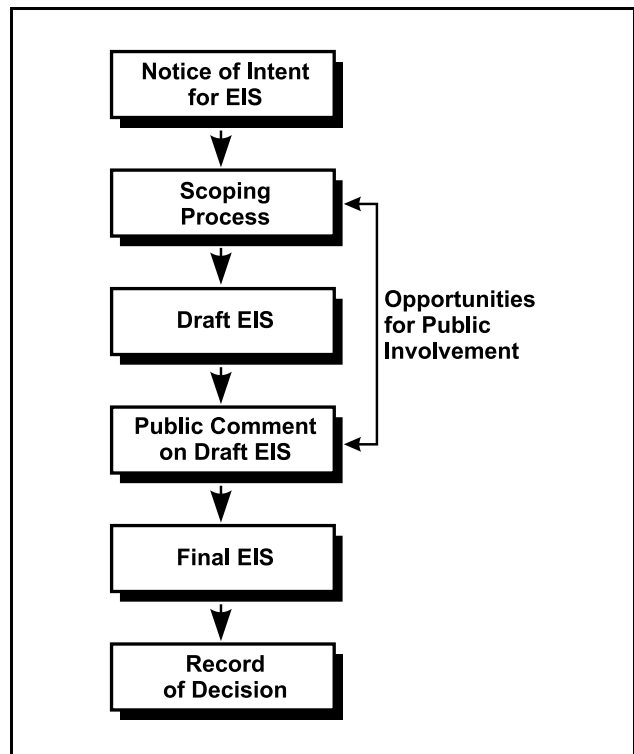 Notice of Intent
for EIS
Scoping
Process
Draft EIS
Opportunities
for Public
Involvement
Public Comment
on Draft EIS
Final EIS
Record
of Decision